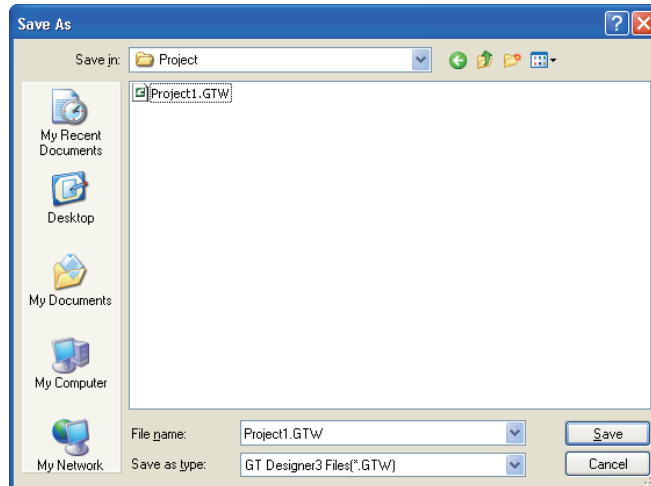 Save As
Save in:
Project
Project1.GTW
My Recent
Documents
Desktop
My Documents
My Computer
My Network
File name:
Project1.GTW
Save
Save as type:
GT Designer3 Files(*.GTW)
Cancel